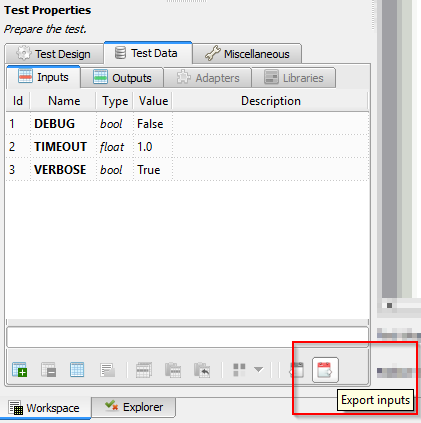 Test Properties
Prepare the test.
Test Design Test Data Miscellaneous
Inputs Outputs Adapters Libraries
Id Name Type Value Description
1 DEBUG bool False
2 TIMEOUT float 1.0
3 VERBOSE bool True
Export inputs
Workspace Explorer